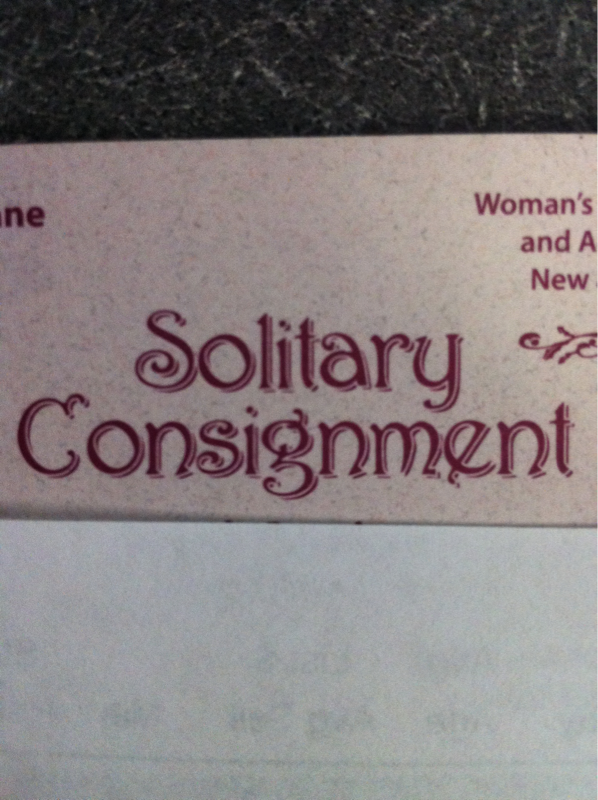 ne
Woman's
and A
New
Solitary
Consignment